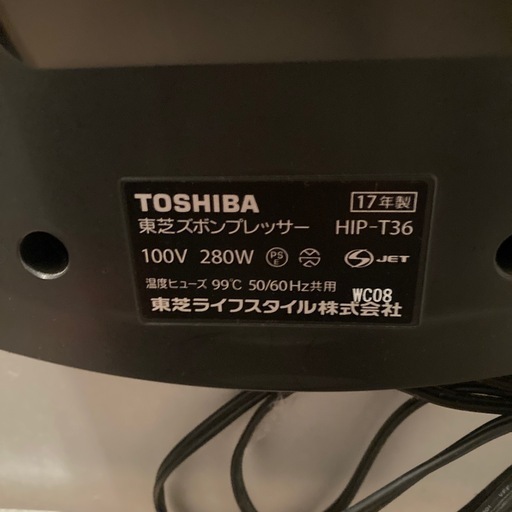 TOSHIBA 17年製
東芝ズボンプレッサー HIP-T36
100V 280W PSE JET
温度ヒューズ 99℃ 50/60Hz共用 WC08
東芝ライフスタイル株式会社